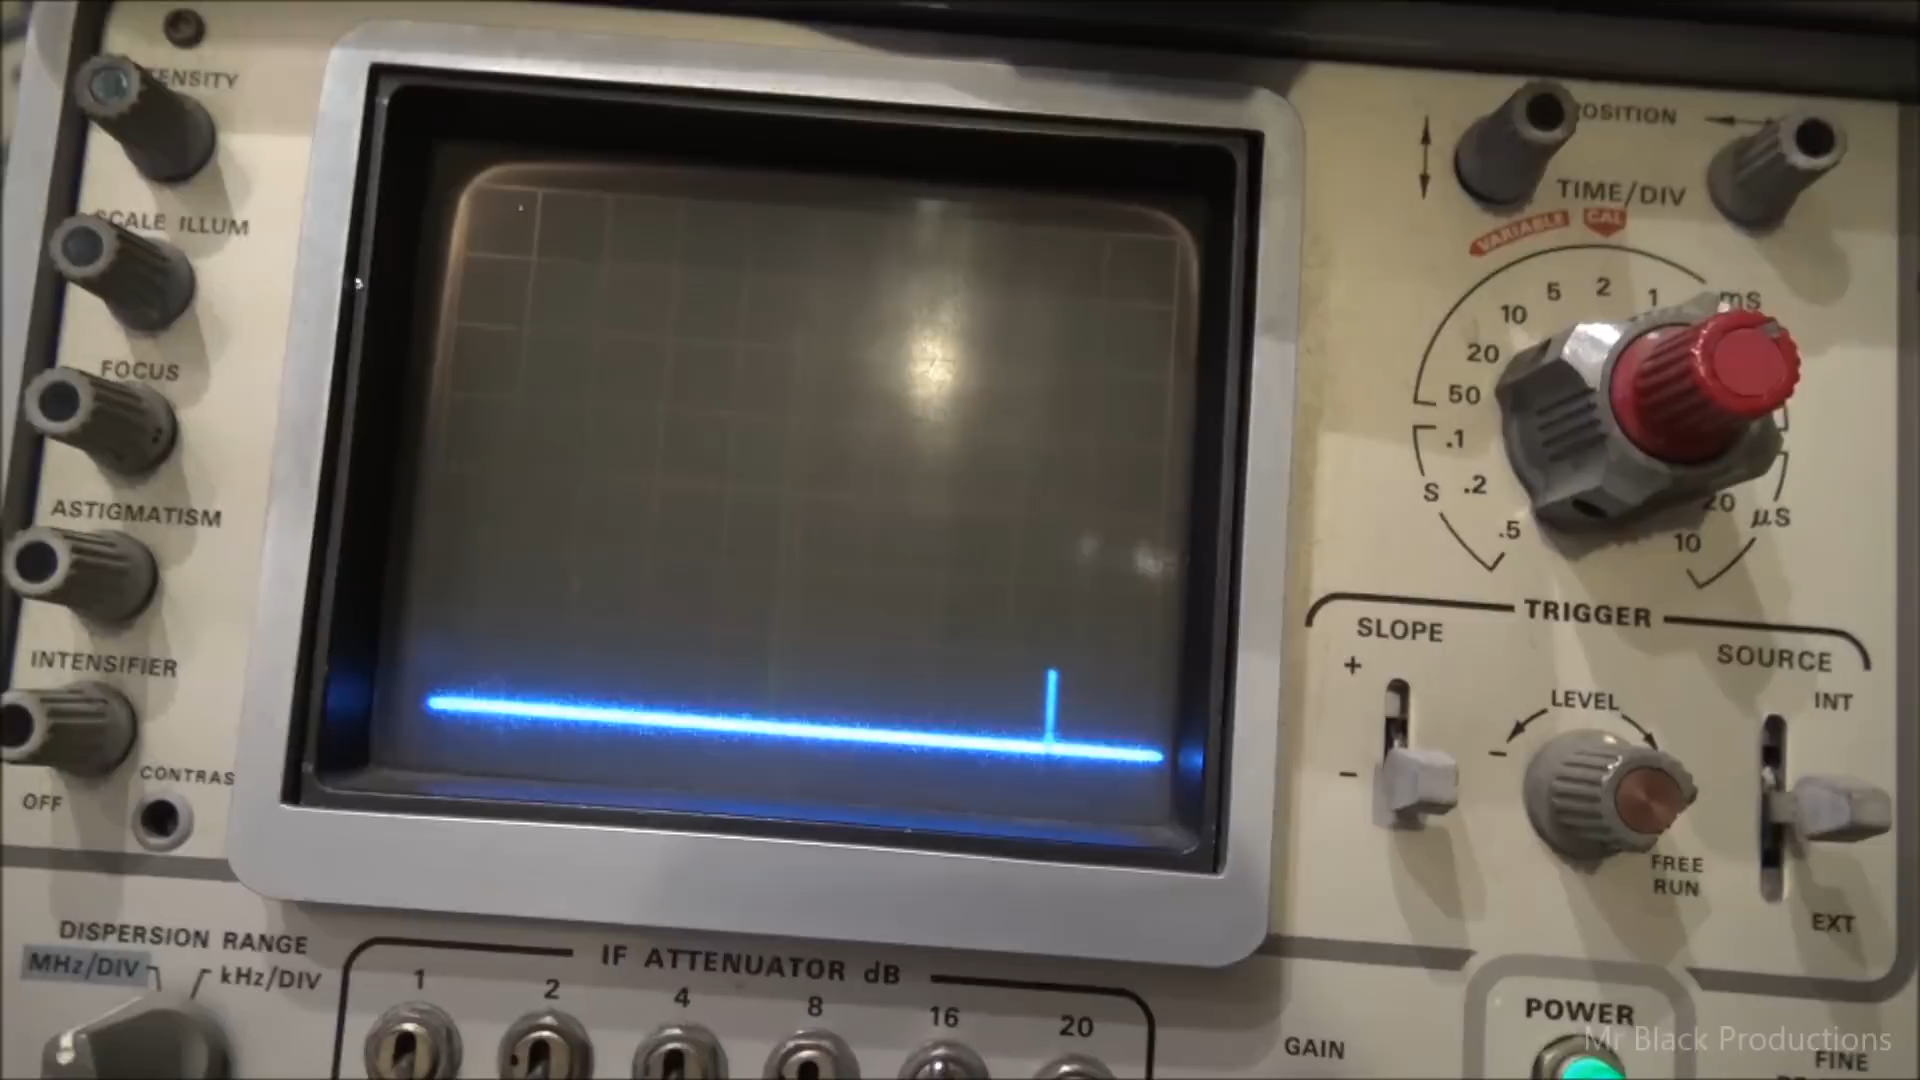 TENSITY
SCALE ILLUM
FOCUS
ASTIGMATISM
INTENSIFIER
CONTRAS
OFF
POSITION
TIME/DIV
VARIABLE CAL
50 20 10 5 2 1 ms
.1
S .2
.5
20 µS
10
TRIGGER
SLOPE
+
-
LEVEL
-
FREE
RUN
SOURCE
INT
EXT
DISPERSION RANGE
MHz/DIV kHz/DIV
IF ATTENUATOR dB
1 2 4 8 16 20
GAIN
POWER
FINE
Mr Black Productions